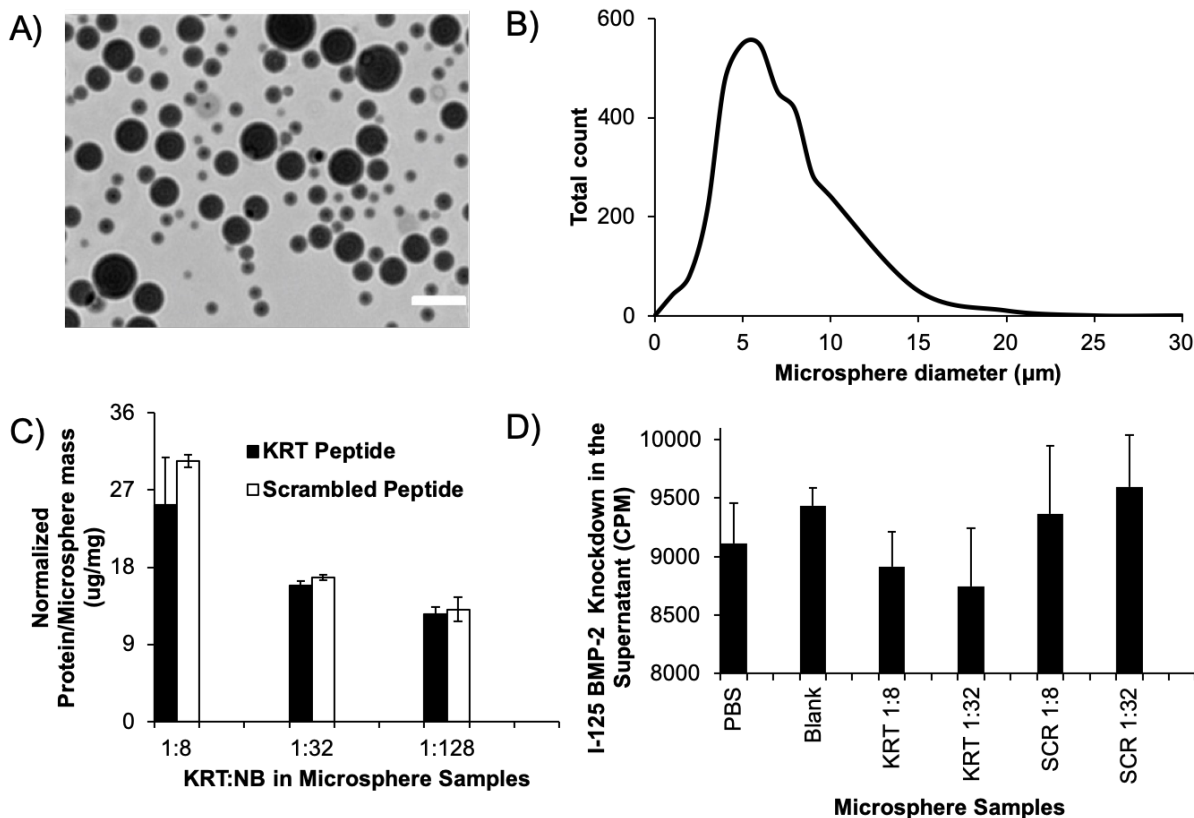 A)
B)
Total count
600
400
200
0
0 5 10 15 20 25 30
Microsphere diameter (µm)
C)
Normalized
Protein/Microsphere mass
(ug/mg)
36
27
18
9
0
KRT Peptide
Scrambled Peptide
1:8 1:32 1:128
KRT:NB in Microsphere Samples
D)
I-125 BMP-2 Knockdown in the
Supernatant (CPM)
10000
9500
9000
8500
8000
PBS
Blank
KRT 1:8
KRT 1:32
SCR 1:8
SCR 1:32
Microsphere Samples